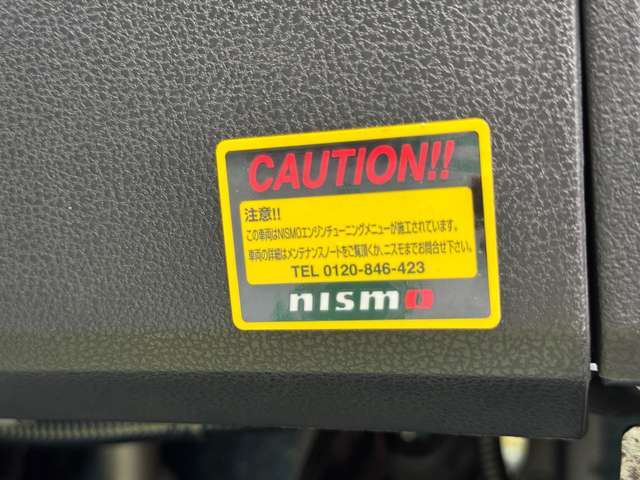 CAUTION!!
注意!!
この車両はNISMOエンジンチューニングメニューが施工されています。
車両の詳細はメンテナンスノートをご覧頂くか、ニスモまでお問合せ下さい。
TEL 0120-846-423
nismo